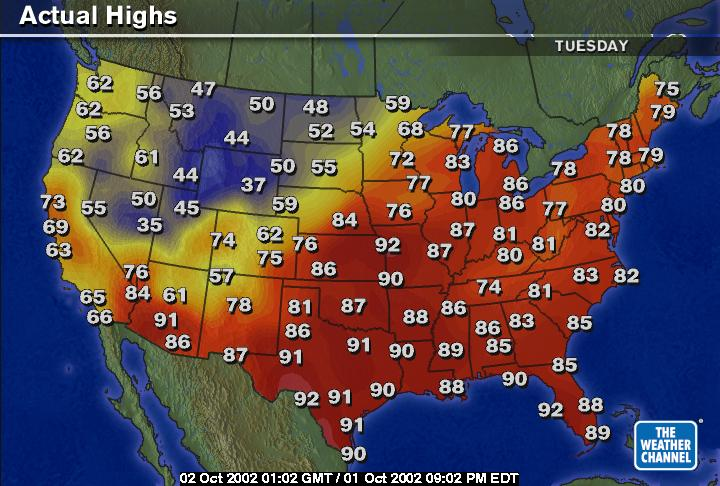 Actual Highs
TUESDAY
62 56 47 50 48 59 75
62 53 79
56 44 52 54 68 77 86 78
62 61 72 83 78 78 79
44 37 50 55 77 86 80
73 55 50 45 59 76 80 86 77 80
69 35 74 62 84 87 81 82
63 75 76 92 87 80 81
76 57 86 90 74 83 82
65 84 61 78 81 87 88 86 81
66 91 86 86 83 85
86 87 91 91 90 89 85
92 91 90 88 90 85
91 92 88
90 89
THE
WEATHER
CHANNEL
02 Oct 2002 01:02 GMT / 01 Oct 2002 09:02 PM EDT